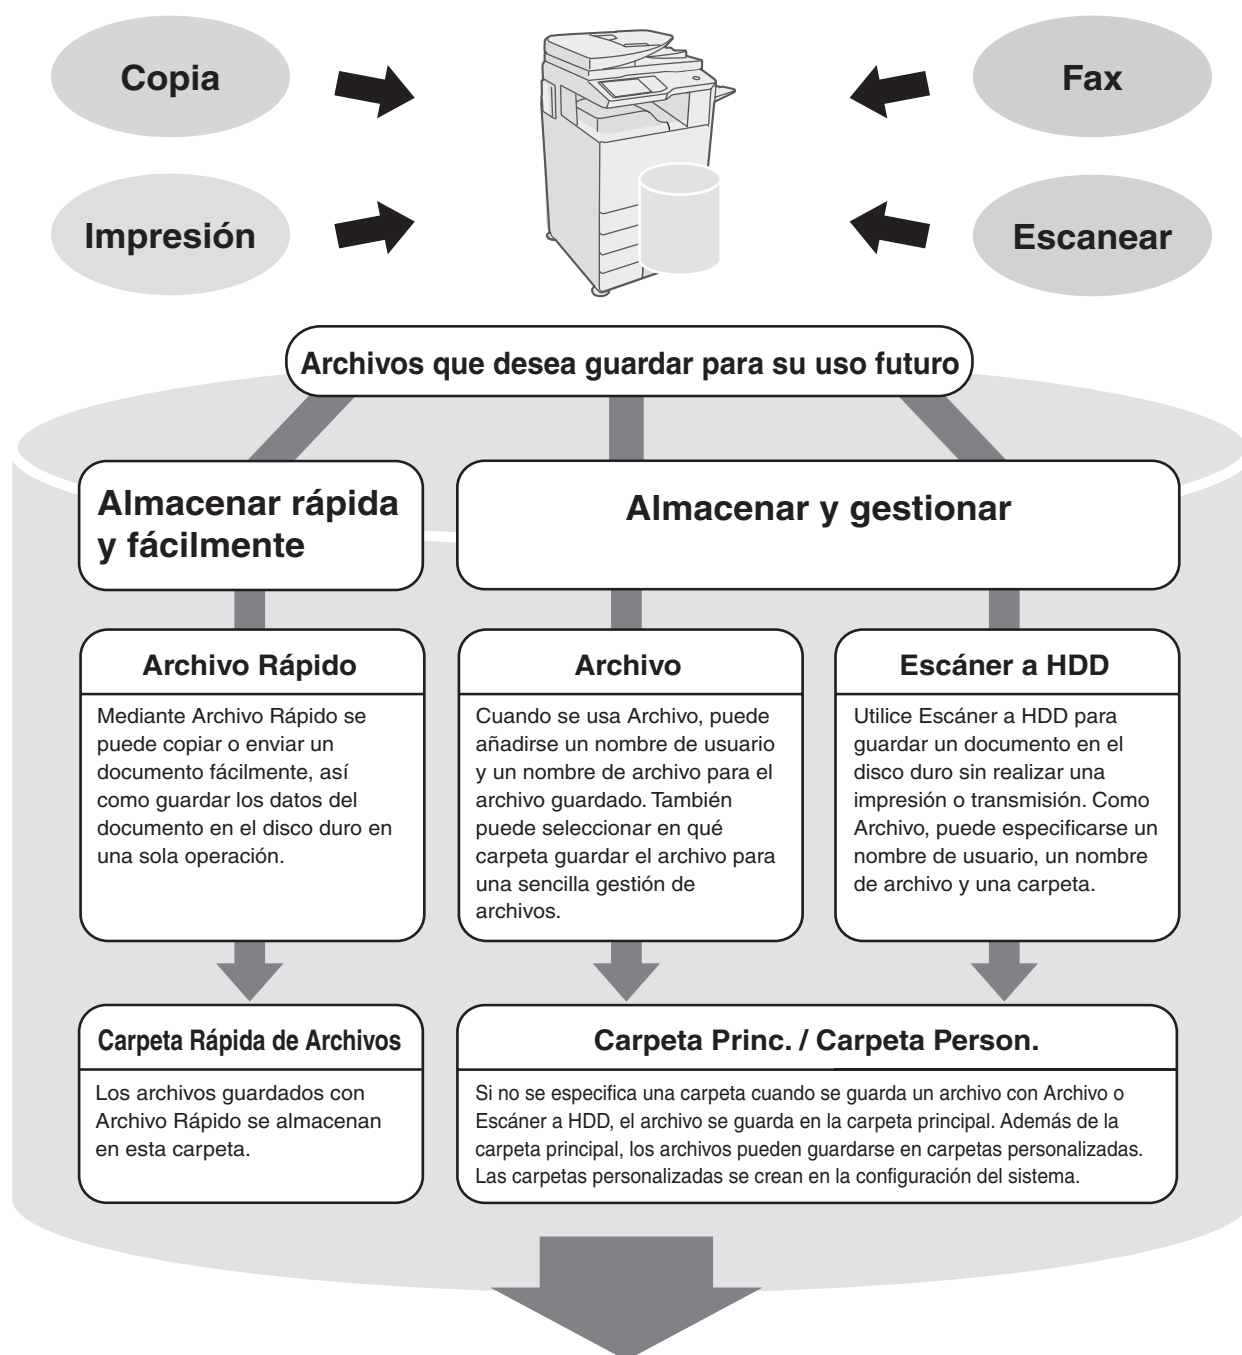 Copia
Fax
Impresión
Escanear
Archivos que desea guardar para su uso futuro
Almacenar rápida
y fácilmente
Almacenar y gestionar
Archivo Rápido
Mediante Archivo Rápido se
puede copiar o enviar un
documento fácilmente, así
como guardar los datos del
documento en el disco duro en
una sola operación.
Archivo
Cuando se usa Archivo, puede
añadirse un nombre de usuario
y un nombre de archivo para el
archivo guardado. También
puede seleccionar en qué
carpeta guardar el archivo para
una sencilla gestión de
archivos.
Escáner a HDD
Utilice Escáner a HDD para
guardar un documento en el
disco duro sin realizar una
impresión o transmisión. Como
Archivo, puede especificarse un
nombre de usuario, un nombre
de archivo y una carpeta.
Carpeta Rápida de Archivos
Los archivos guardados con
Archivo Rápido se almacenan
en esta carpeta.
Carpeta Princ. / Carpeta Person.
Si no se especifica una carpeta cuando se guarda un archivo con Archivo o
Escáner a HDD, el archivo se guarda en la carpeta principal. Además de la
carpeta principal, los archivos pueden guardarse en carpetas personalizadas.
Las carpetas personalizadas se crean en la configuración del sistema.